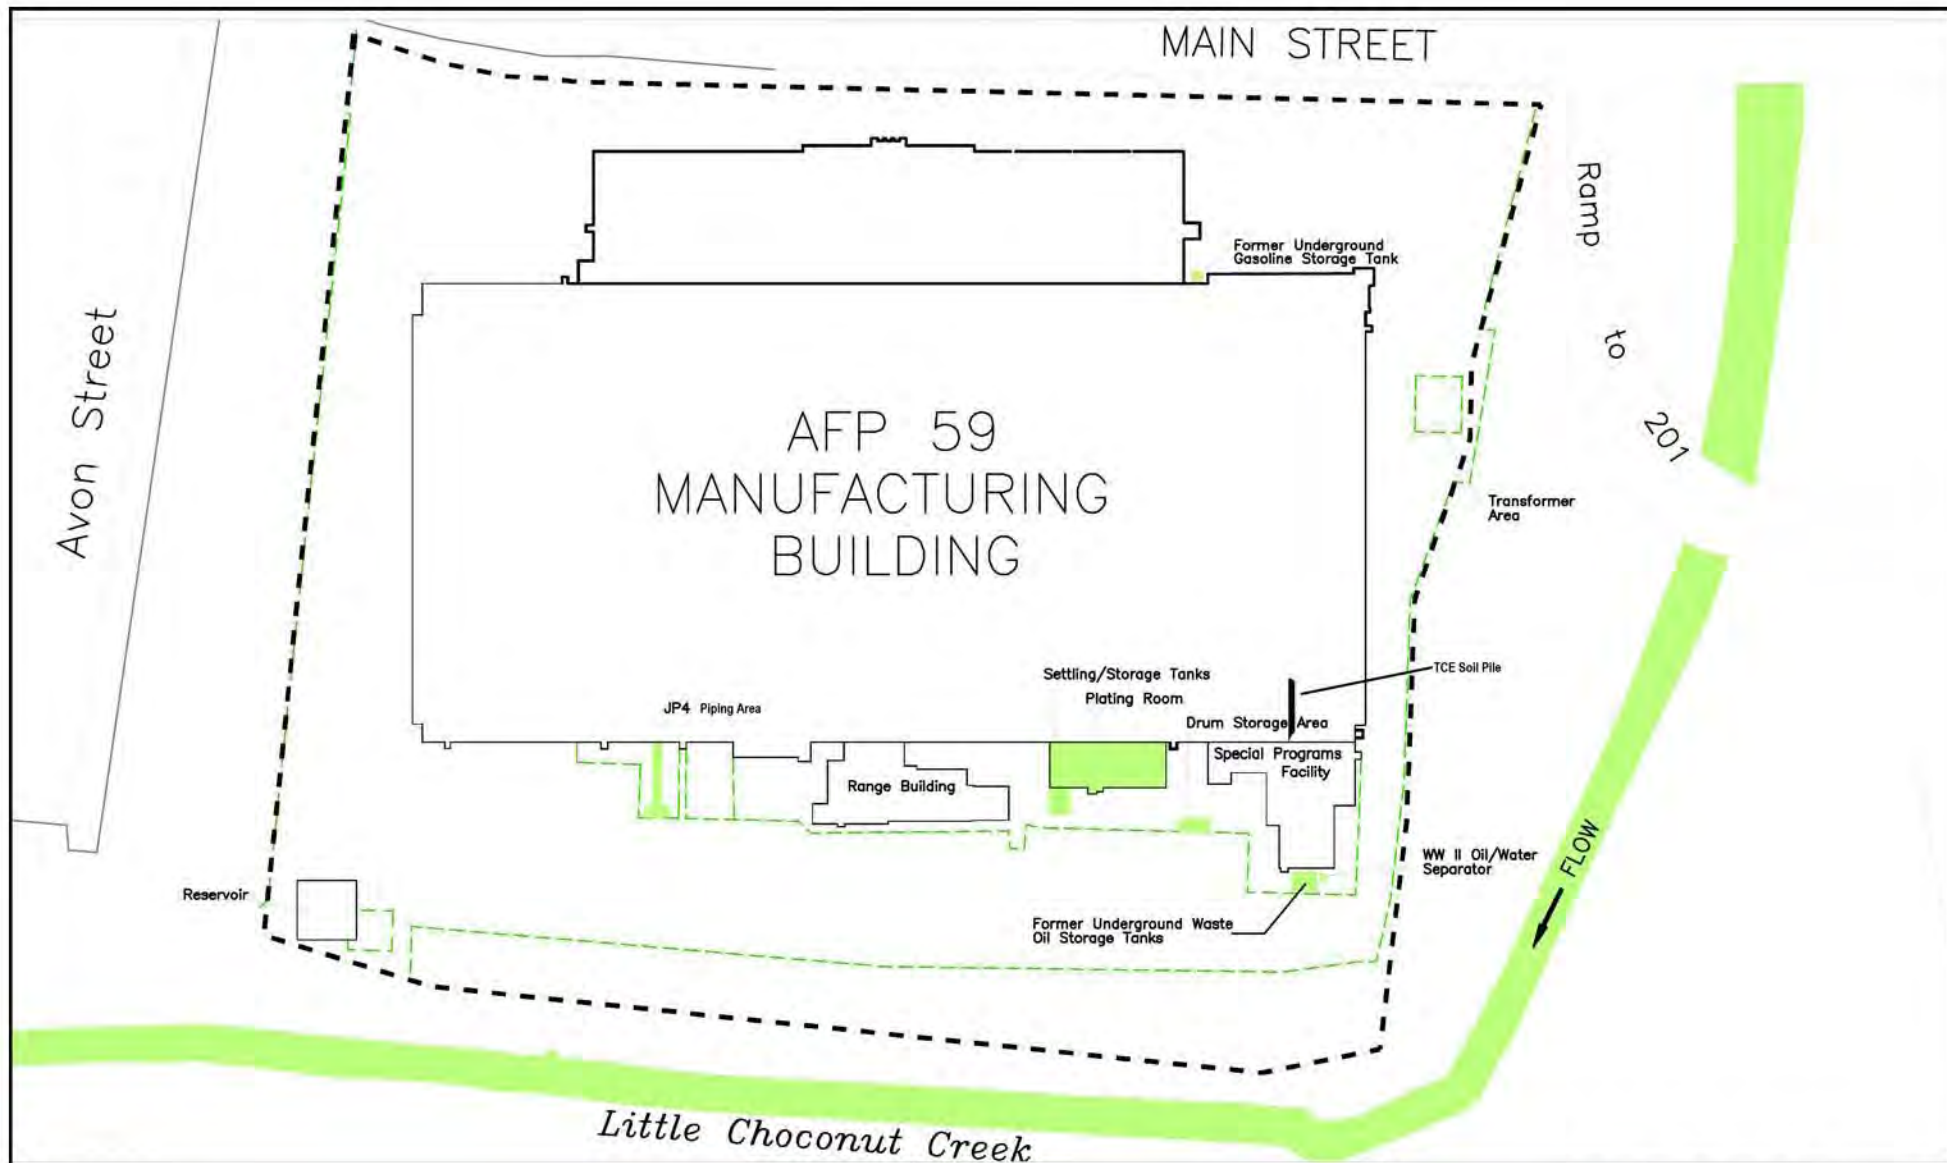 MAIN STREET
Ramp
to
201
Avon Street
Former Underground
Gasoline Storage Tank
AFP 59
MANUFACTURING
BUILDING
Transformer
Area
TCE Soil Pile
Settling/Storage Tanks
Plating Room
JP4 Piping Area
Drum Storage Area
Special Programs
Facility
Range Building
WW II Oil/Water
Separator
FLOW
Reservoir
Former Underground Waste
Oil Storage Tanks
Little Choconut Creek